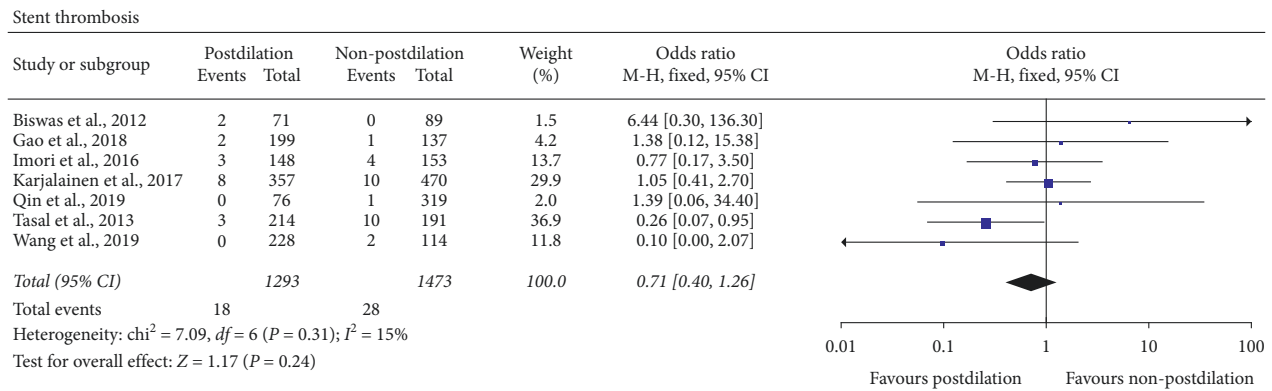 Stent thrombosis
Study or subgroup Postdilation Non-postdilation Weight (%) Odds ratio Odds ratio
Events Total Events Total M-H, fixed, 95% CI M-H, fixed, 95% CI
Biswas et al., 2012 2 71 0 89 1.5 6.44 [0.30, 136.30]
Gao et al., 2018 2 199 1 137 4.2 1.38 [0.12, 15.38]
Imori et al., 2016 3 148 4 153 13.7 0.77 [0.17, 3.50]
Karjalainen et al., 2017 8 357 10 470 29.9 1.05 [0.41, 2.70]
Qin et al., 2019 0 76 1 319 2.0 1.39 [0.06, 34.40]
Tasal et al., 2013 3 214 10 191 36.9 0.26 [0.07, 0.95]
Wang et al., 2019 0 228 2 114 11.8 0.10 [0.00, 2.07]
Total (95% CI) 1293 1473 100.0 0.71 [0.40, 1.26]
Total events 18 28
Heterogeneity: chi² = 7.09, df = 6 (P = 0.31); I² = 15%
Test for overall effect: Z = 1.17 (P = 0.24)
0.01 0.1 1 10 100
Favours postdilation Favours non-postdilation